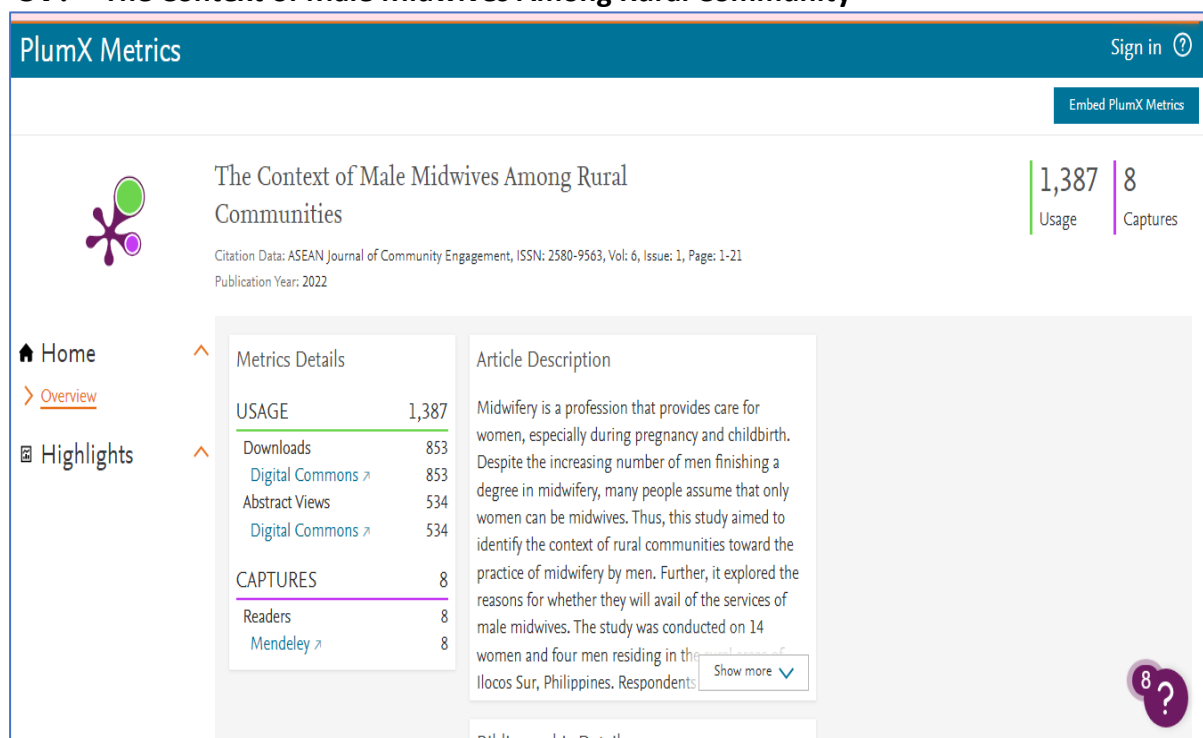 The Context of Male Midwives Among Rural Community
PlumX Metrics
Sign in ?
Embed PlumX Metrics
The Context of Male Midwives Among Rural
Communities
Citation Data: ASEAN Journal of Community Engagement, ISSN: 2580-9563, Vol: 6, Issue: 1, Page: 1-21
Publication Year: 2022
1,387
Usage
8
Captures
Home
Overview
Highlights
Metrics Details
USAGE 1,387
Downloads 853
Digital Commons 853
Abstract Views 534
Digital Commons 534
CAPTURES 8
Readers 8
Mendeley 8
Article Description
Midwifery is a profession that provides care for
women, especially during pregnancy and childbirth.
Despite the increasing number of men finishing a
degree in midwifery, many people assume that only
women can be midwives. Thus, this study aimed to
identify the context of rural communities toward the
practice of midwifery by men. Further, it explored the
reasons for whether they will avail of the services of
male midwives. The study was conducted on 14
women and four men residing in the
Ilocos Sur, Philippines. Respondents
Show more
8
?